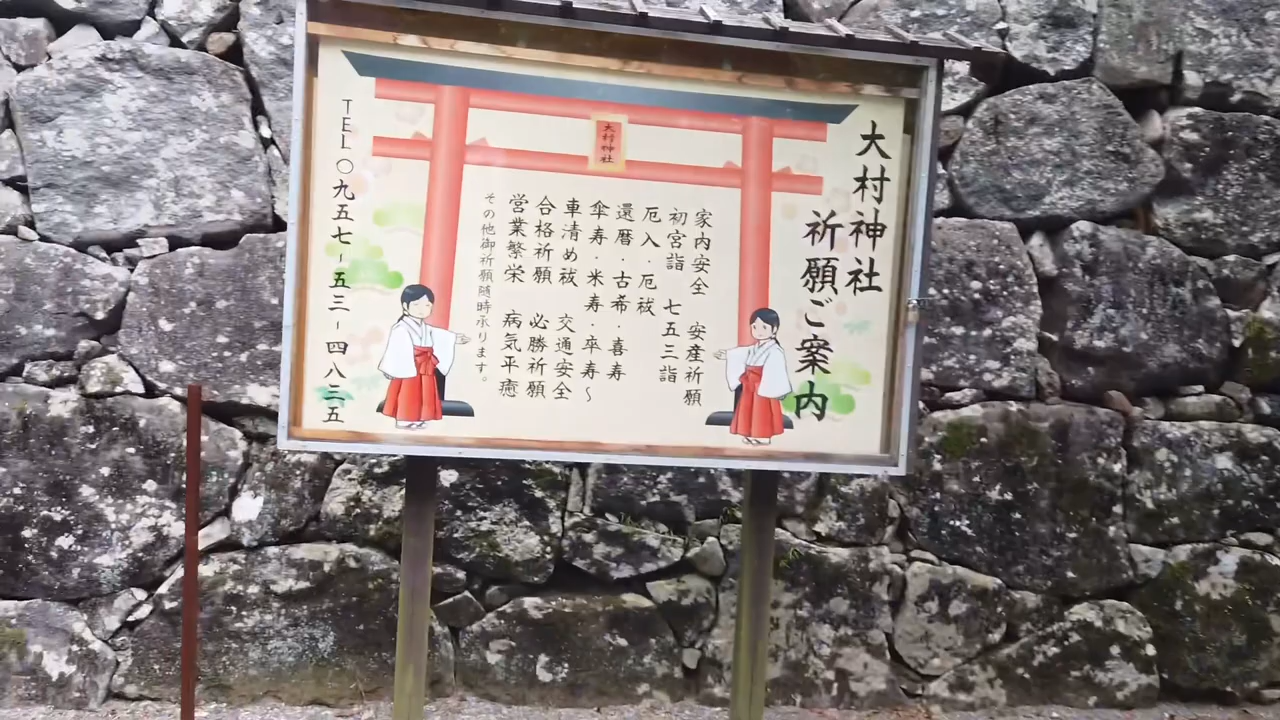 大村神社
祈願ご案内
大村神社
家内安全 安産祈願
初宮詣 七五三詣
厄入・厄祓
還暦・古希・喜寿
傘寿・米寿・卒寿~
車清め祓 交通安全
合格祈願 必勝祈願
営業繁栄 病気平癒
その他御祈願随時承ります。
TEL〇九五七-五三-四八二五